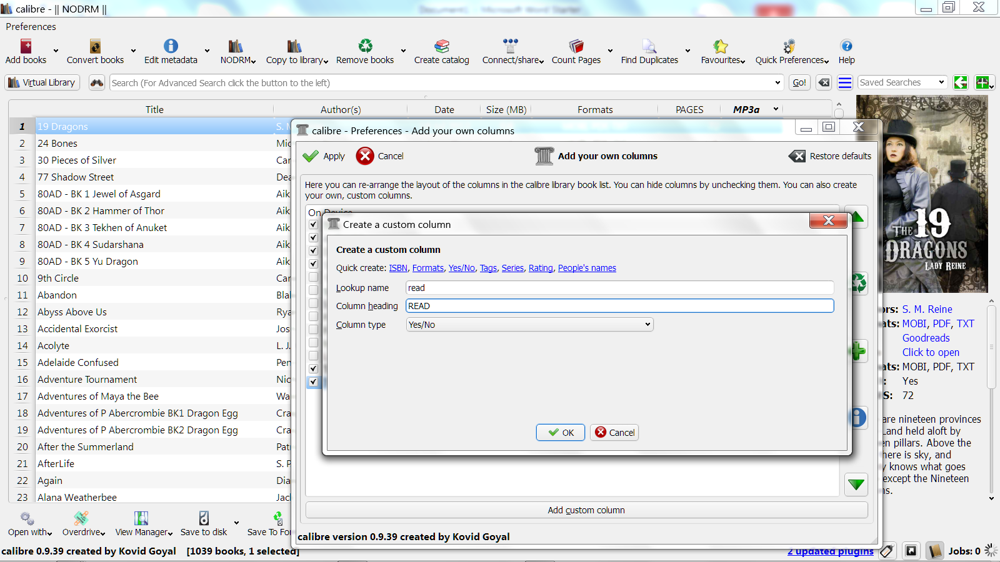 calibre - || NODRM ||
Preferences
Add books Convert books Edit metadata NODRM Copy to library Remove books Create catalog Connect/share Count Pages Find Duplicates Favourites Quick Preferences Help
Virtual Library Search (For Advanced Search click the button to the left) Go! Saved Searches
Title Author(s) Date Size (MB) Formats PAGES MP3a
1 19 Dragons S. M
2 24 Bones Mic
3 30 Pieces of Silver Car
4 77 Shadow Street Dea
5 80AD - BK 1 Jewel of Asgard Aik
6 80AD - BK 2 Hammer of Thor Aik
7 80AD - BK 3 Tekhen of Anuket Aik
8 80AD - BK 4 Sudarshana Aik
9 80AD - BK 5 Yu Dragon Aik
10 9th Circle Car
11 Abandon Bla
12 Abyss Above Us Rya
13 Accidental Exorcist Jos
14 Acolyte L. J.
15 Adelaide Confused Pen
16 Adventure Tournament Nic
17 Adventures of Maya the Bee Wa
18 Adventures of P Abercrombie BK1 Dragon Egg Cra
19 Adventures of P Abercrombie BK2 Dragon Egg Cra
20 After the Summerland Pat
21 AfterLife S. P
22 Again Dia
23 Alana Weatherbee Jac
calibre - Preferences - Add your own columns
Apply Cancel Add your own columns Restore defaults
Here you can re-arrange the layout of the columns in the calibre library book list. You can hide columns by unchecking them. You can also create
your own, custom columns.
On Device
Create a custom column
Create a custom column
Quick create: ISBN, Formats, Yes/No, Tags, Series, Rating, People's names
Lookup name read
Column heading READ
Column type Yes/No
OK Cancel
Add custom column
calibre version 0.9.39 created by Kovid Goyal
THE 19
DRAGONS
LADY REINE
ors: S. M. Reine
ats: MOBI, PDF, TXT
Goodreads
Click to open
ats: MOBI, PDF, TXT
: Yes
S: 72
are nineteen provinces
Land held aloft by
en pillars. Above the
here is sky, and
y knows what goes
except the Nineteen
ns.
Open with Overdrive View Manager Save to disk Save To For
calibre 0.9.39 created by Kovid Goyal [1039 books, 1 selected] 2 updated plugins Jobs: 0